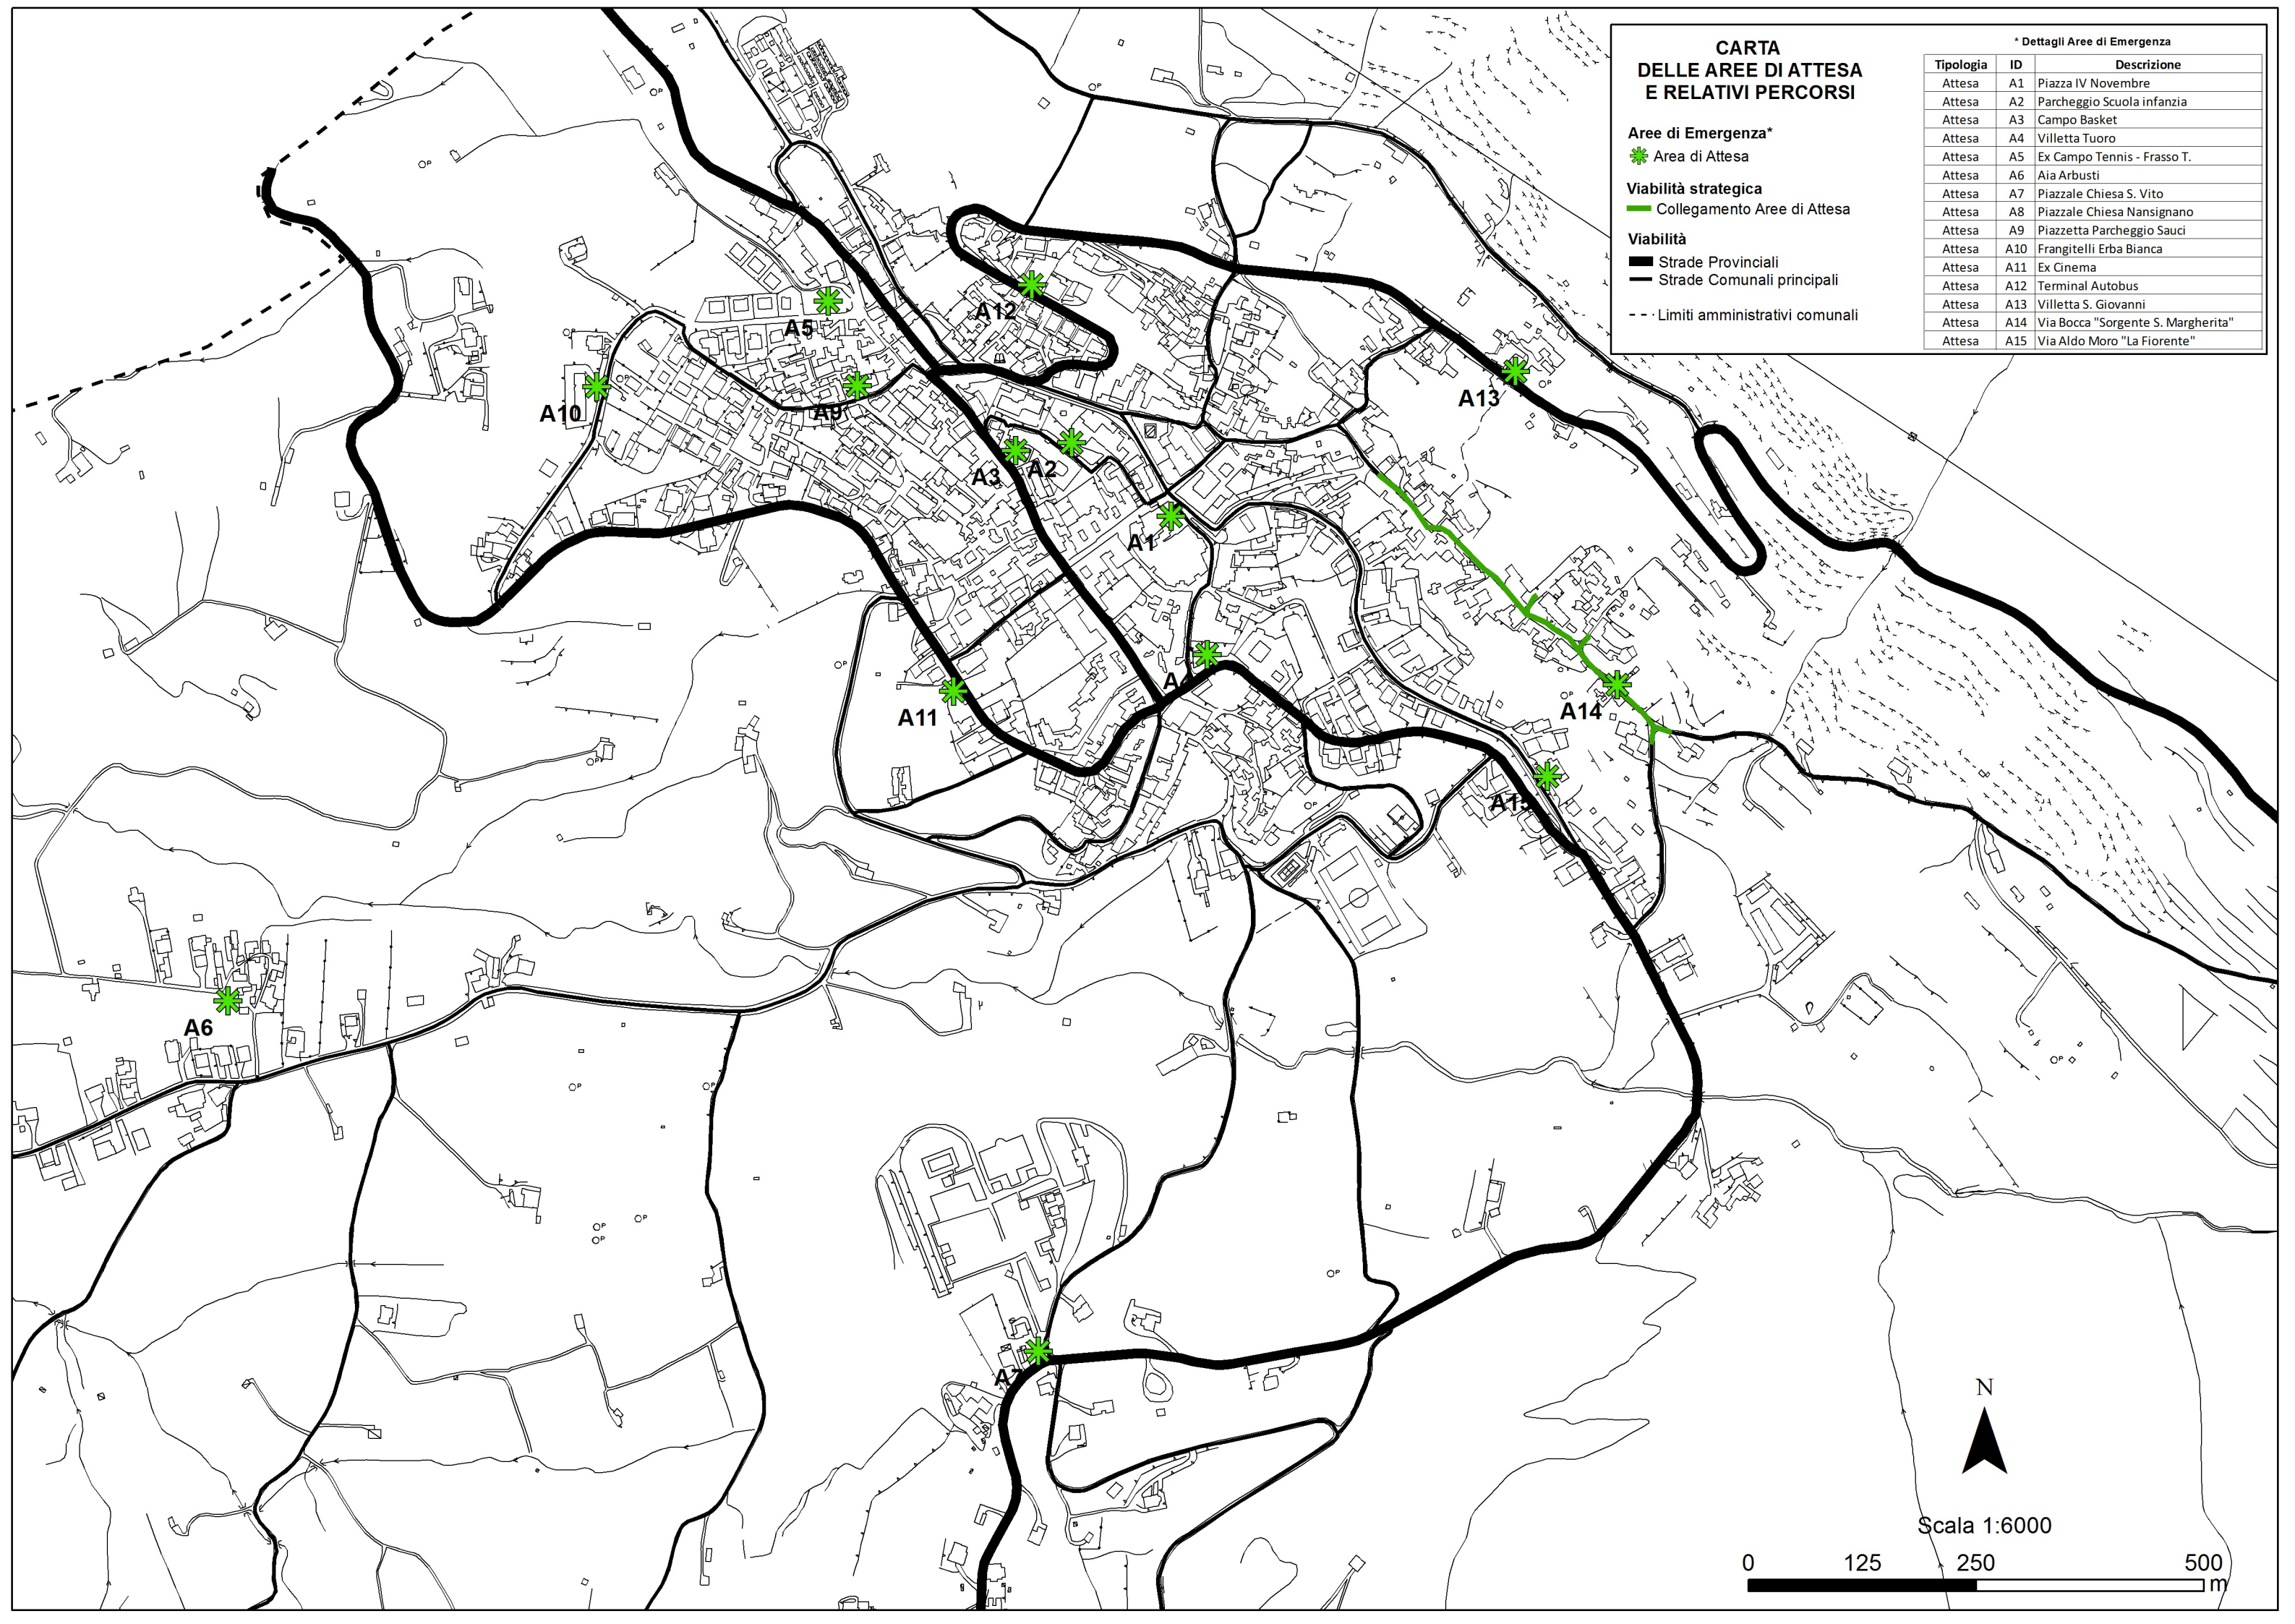 CARTA
DELLE AREE DI ATTESA
E RELATIVI PERCORSI
Aree di Emergenza*
Area di Attesa
Viabilità strategica
Collegamento Aree di Attesa
Viabilità
Strade Provinciali
Strade Comunali principali
Limiti amministrativi comunali
* Dettagli Aree di Emergenza
Tipologia ID Descrizione
Attesa A1 Piazza IV Novembre
Attesa A2 Parcheggio Scuola infanzia
Attesa A3 Campo Basket
Attesa A4 Villetta Tuoro
Attesa A5 Ex Campo Tennis - Frasso T.
Attesa A6 Aia Arbusti
Attesa A7 Piazzale Chiesa S. Vito
Attesa A8 Piazzale Chiesa Nansignano
Attesa A9 Piazzetta Parcheggio Sauci
Attesa A10 Frangitelli Erba Bianca
Attesa A11 Ex Cinema
Attesa A12 Terminal Autobus
Attesa A13 Villetta S. Giovanni
Attesa A14 Via Bocca "Sorgente S. Margherita"
Attesa A15 Via Aldo Moro "La Fiorente"
A12
A5
A13
A10
A9
A3
A2
A1
A4
A11
A14
A15
A6
A7
N
Scala 1:6000
0 125 250 500
m